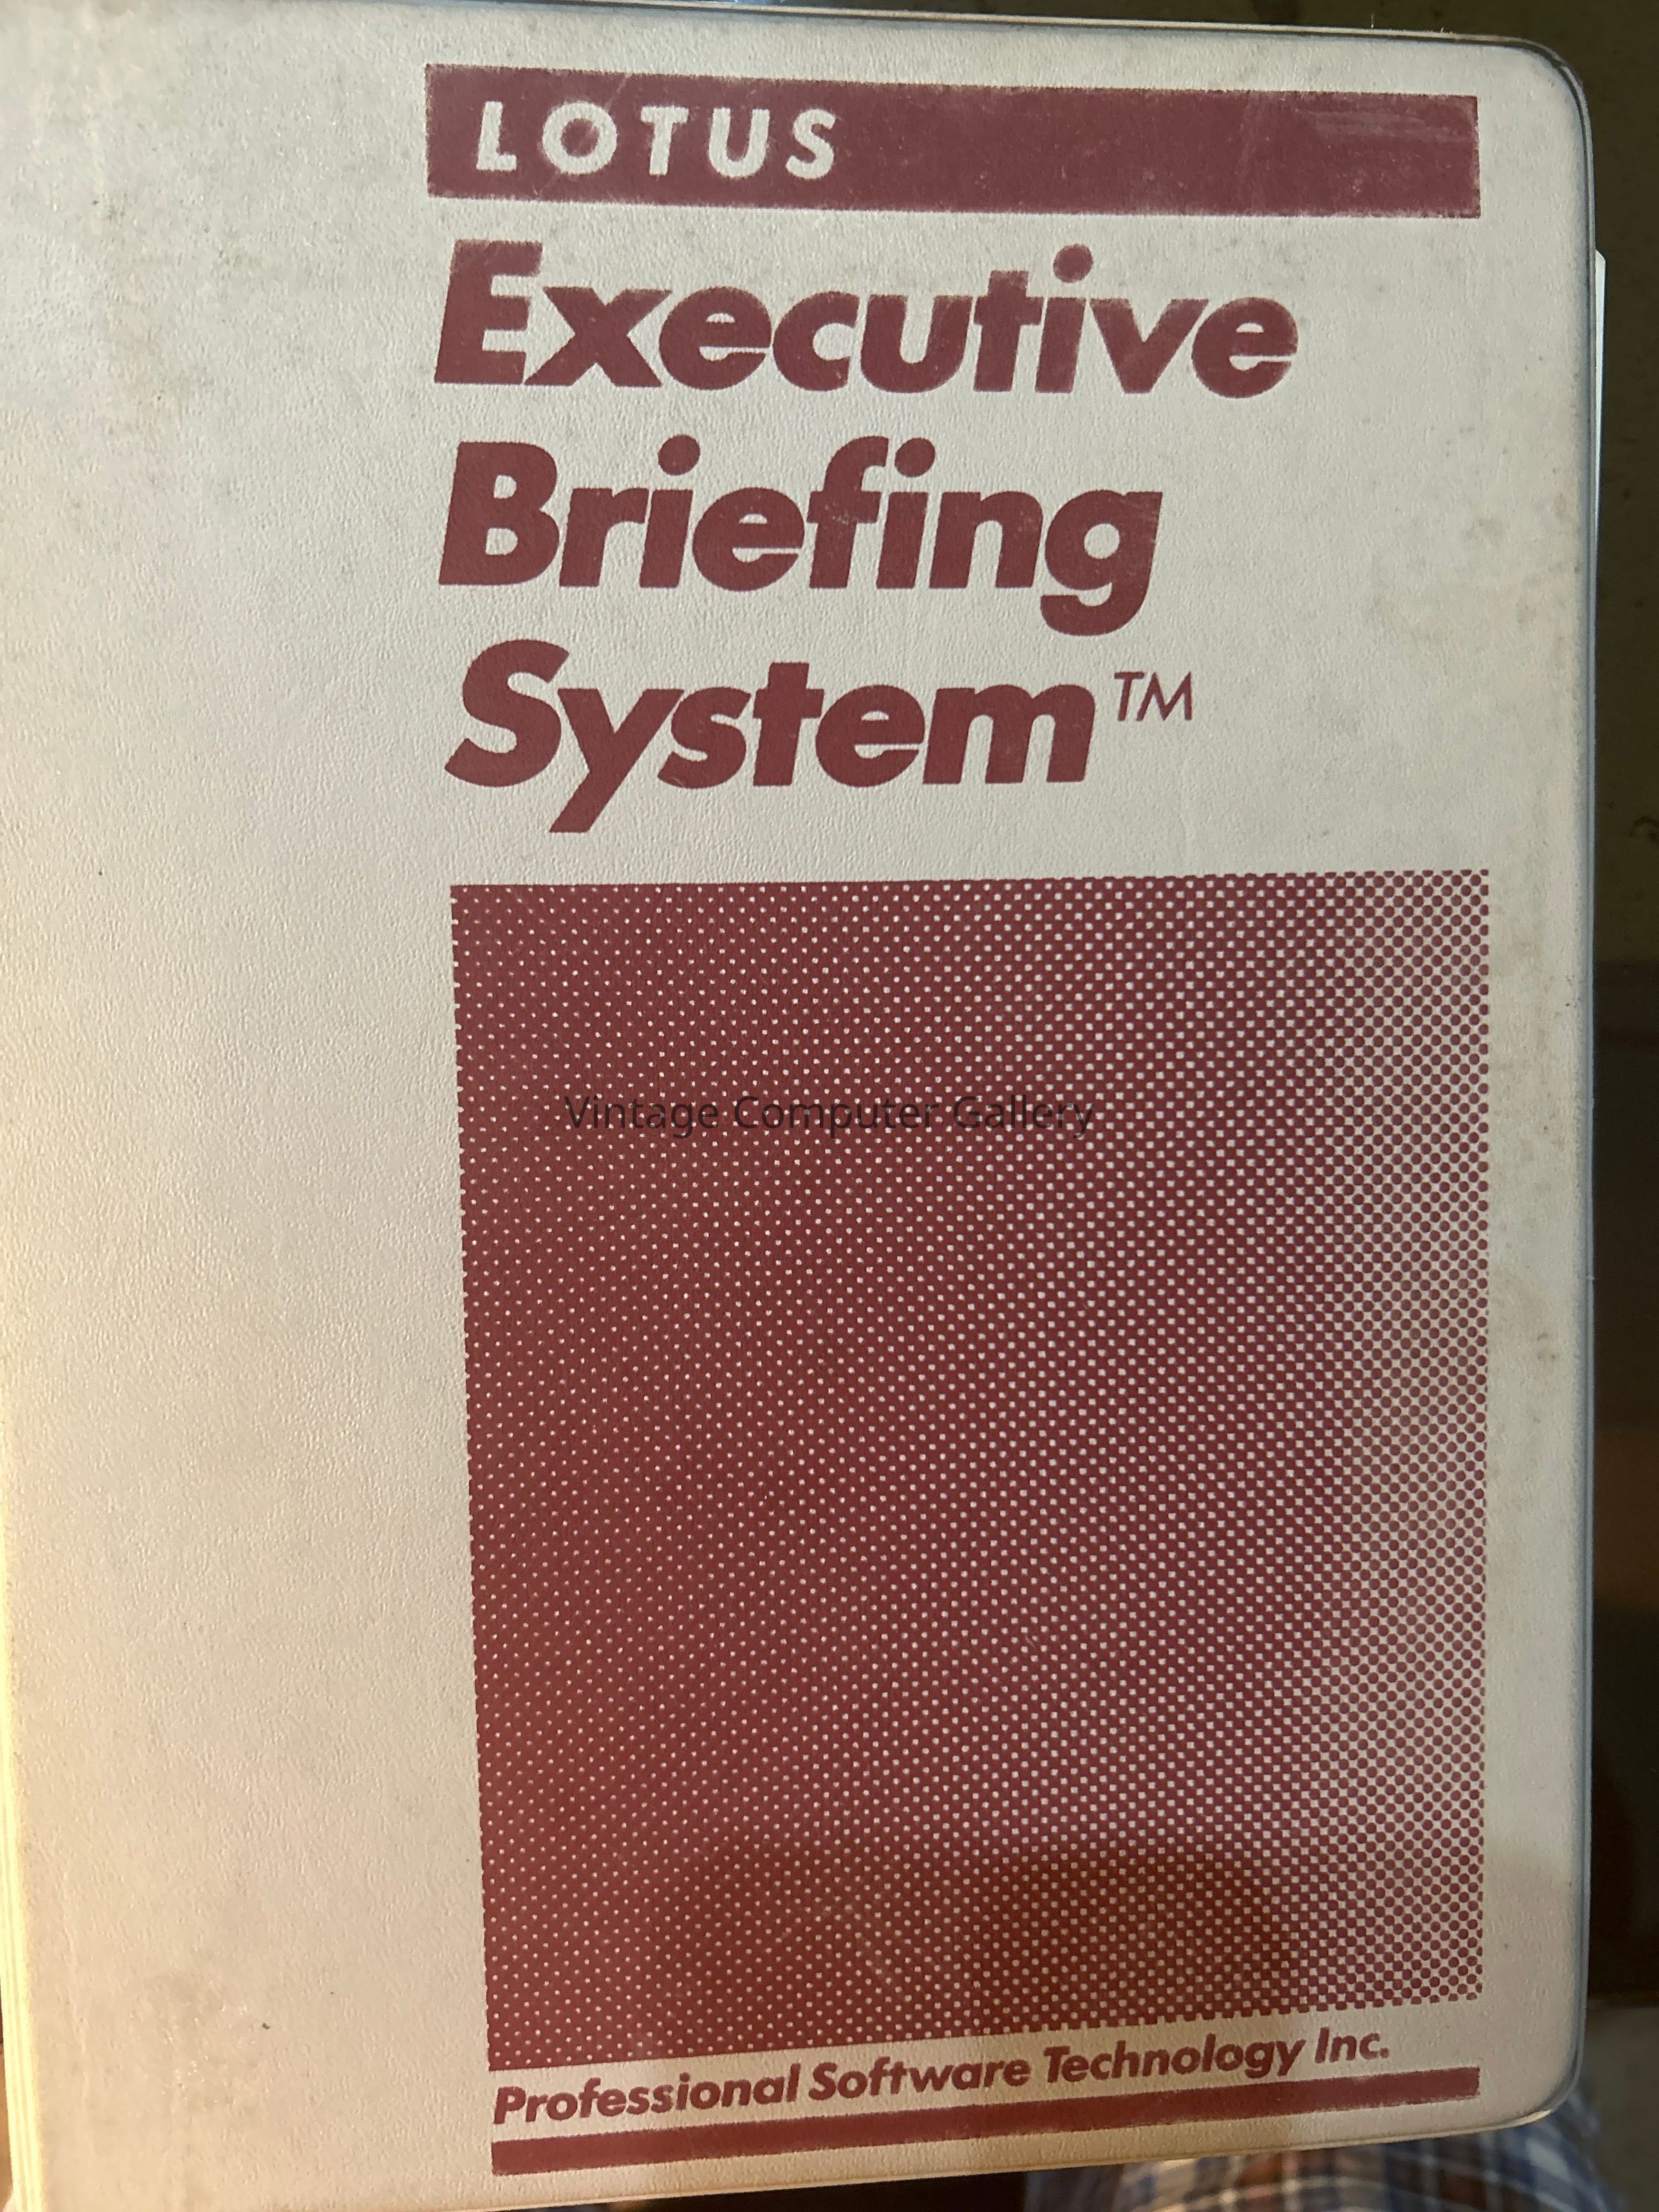 LOTUS
Executive
Briefing
System™
Vintage Computer Gallery
Professional Software Technology Inc.